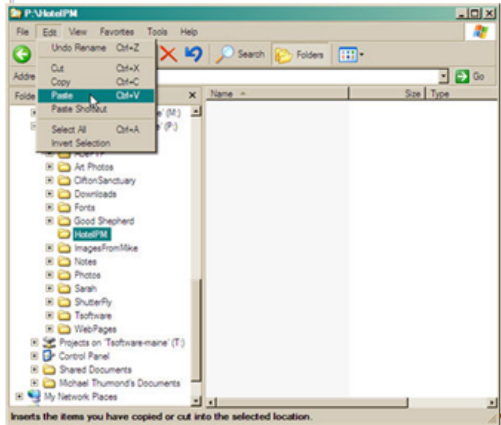 P:\HotelPM
File Edit View Favorites Tools Help
Undo Rename Ctrl+Z
Cut Ctrl+X
Copy Ctrl+C
Paste Ctrl+V
Paste Shortcut
Select All Ctrl+A
Invert Selection
Search Folders
Addre
Go
Folde
Name Size Type
(M:)
(P:)
Art Photos
CliftonSanctuary
Downloads
Fonts
Good Shepherd
HotelPM
ImagesFromMike
Notes
Photos
Sarah
Shutterfly
Tsoftware
WebPages
Projects on 'Tsoftware-maine' (T:)
Control Panel
Shared Documents
Michael Thumond's Documents
My Network Places
Inserts the items you have copied or cut into the selected location.